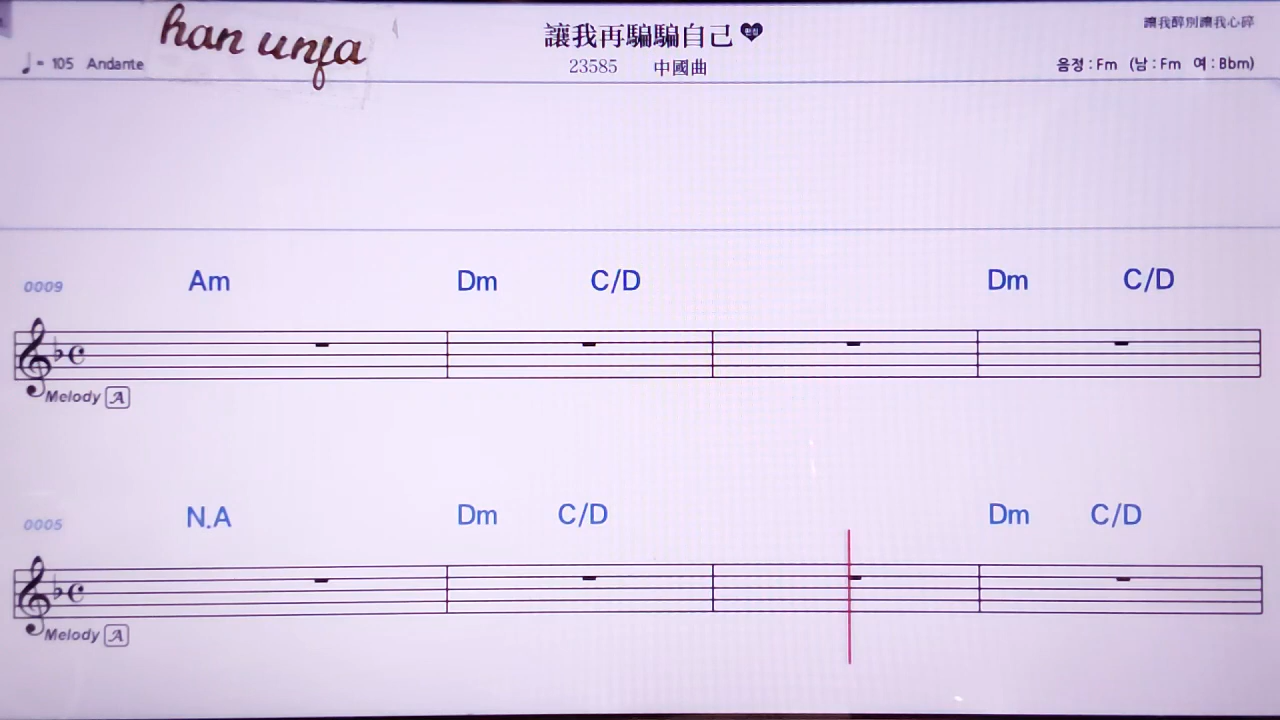 han unja
讓我再騙騙自己
讓我醉別讓我心碎
♩= 105 Andante
23585 中國曲
음정 : Fm (남 : Fm 여 : Bbm)
0009 Am Dm C/D Dm C/D
Melody A
0005 N.A Dm C/D Dm C/D
Melody A